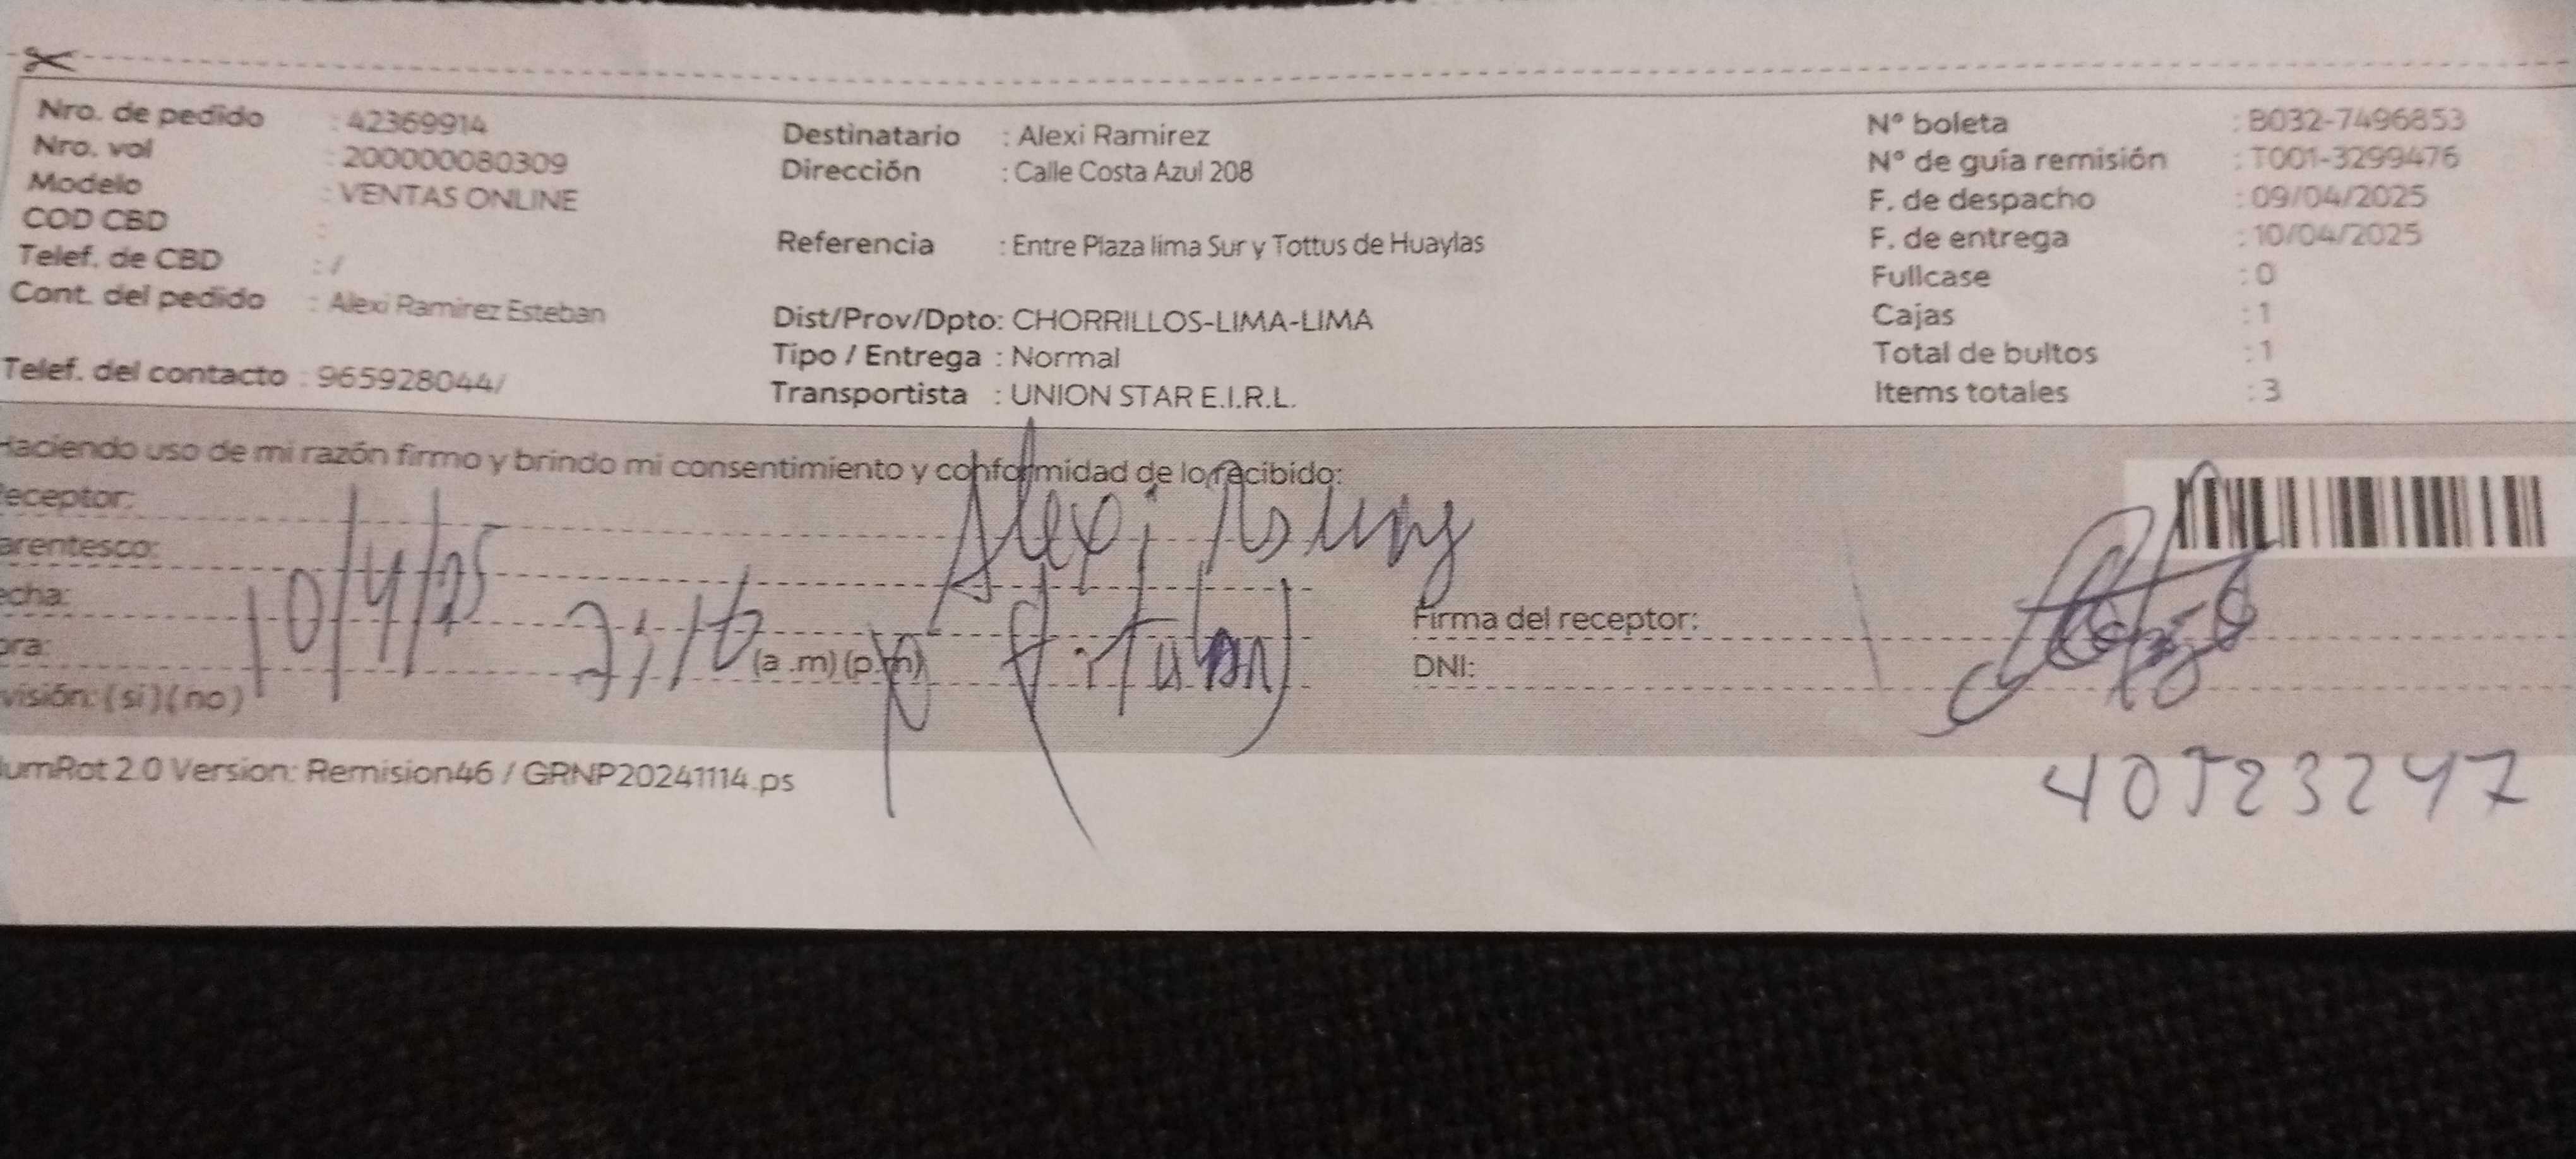 Nro. de pedido : 42369914
Nro. vol : 200000080309
Modelo : VENTAS ONLINE
COD CBD :
Telef. de CBD : /
Cont. del pedido : Alexi Ramirez Esteban
Telef. del contacto : 965928044/
Destinatario : Alexi Ramirez
Dirección : Calle Costa Azul 208
Referencia : Entre Plaza lima Sur y Tottus de Huaylas
Dist/Prov/Dpto: CHORRILLOS-LIMA-LIMA
Tipo / Entrega : Normal
Transportista : UNION STAR E.I.R.L.
Nº boleta : B032-7496853
Nº de guía remisión : T001-3299476
F. de despacho : 09/04/2025
F. de entrega : 10/04/2025
Fullcase : 0
Cajas : 1
Total de bultos : 1
Items totales : 3
Haciendo uso de mi razón firmo y brindo mi consentimiento y conformidad de lo recibido:
eceptor:
arentesco:
echa: 10/4/25
ora: (a .m) (p.m)
visión: (si) (no)
Alexi
Firma del receptor:
DNI:
40523247
umRot 2.0 Version: Remision46 / GRNP20241114.ps